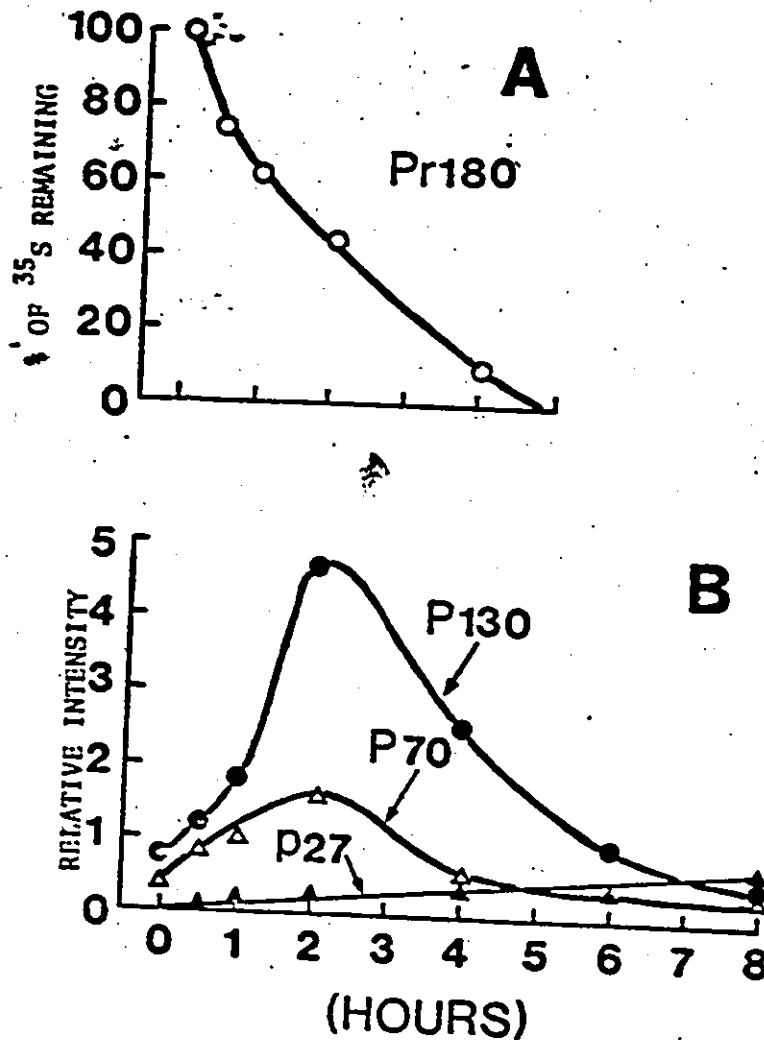 A
Pr180
% OF 35S REMAINING
100
80
60
40
20
0
B
RELATIVE INTENSITY
5
4
3
2
1
0
P130
P70
p27
0 1 2 3 4 5 6 7 8
(HOURS)